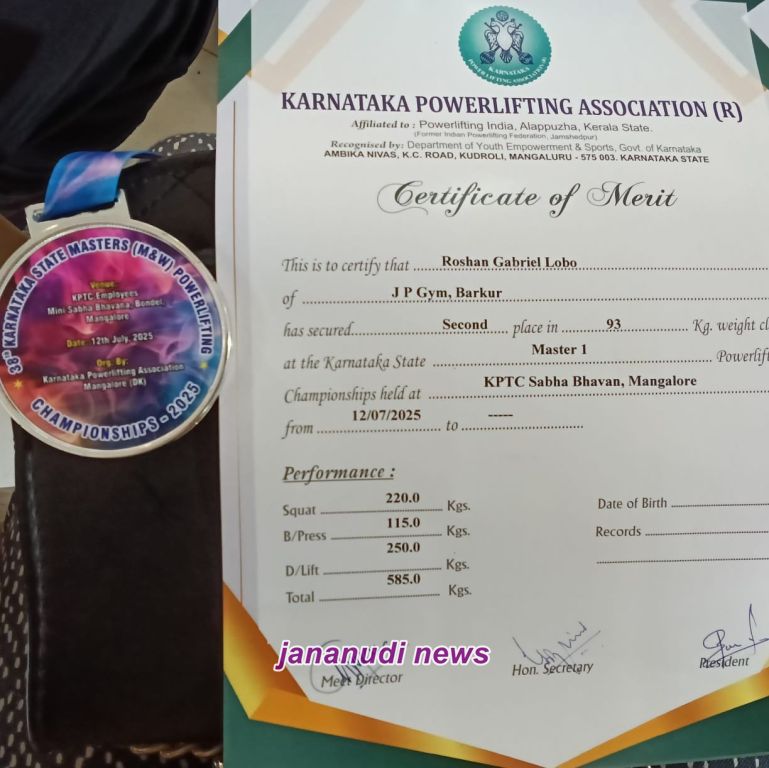 38th KARNATAKA STATE MASTERS (M&W) POWERLIFTING
Venue:
KPTC Employees
Mini Sabha Bhavana, Bondel,
Mangalore
Date: 12th July, 2025
Org. By:
Karnataka Powerlifting Association
Mangalore (DK)
CHAMPIONSHIPS - 2025
KARNATAKA
POWERLIFTING ASSOCIATION (R)
KARNATAKA POWERLIFTING ASSOCIATION (R)
Affiliated to : Powerlifting India, Alappuzha, Kerala State.
(Former Indian Powerlifting Federation, Jamshedpur)
Recognised by: Department of Youth Empowerment & Sports, Govt. of Karnataka
AMBIKA NIVAS, K.C. ROAD, KUDROLI, MANGALURU - 575 003. KARNATAKA STATE
Certificate of Merit
This is to certify that Roshan Gabriel Lobo
of J P Gym, Barkur
has secured Second place in 93 Kg. weight cl
at the Karnataka State Master 1 Powerlift
Championships held at KPTC Sabha Bhavan, Mangalore
from 12/07/2025 to -----
Performance :
Squat 220.0 Kgs. Date of Birth
B/Press 115.0 Kgs. Records
D/Lift 250.0 Kgs.
Total 585.0 Kgs.
jananudi news
Meet Director Hon. Secretary President